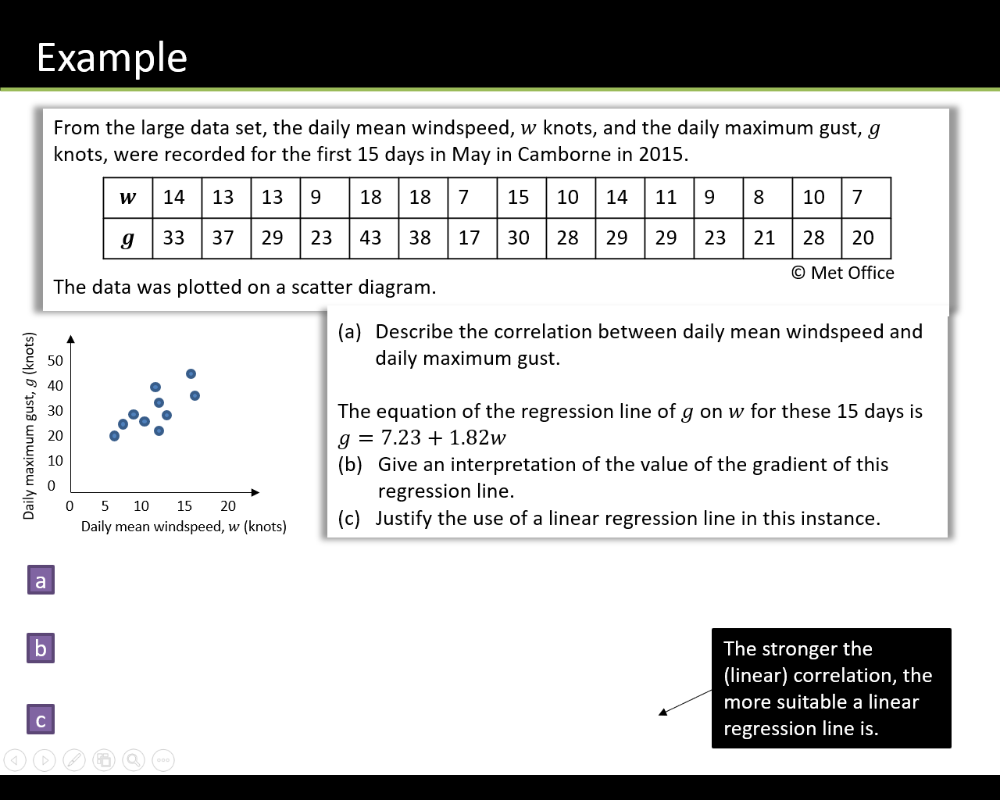 Example
From the large data set, the daily mean windspeed, w knots, and the daily maximum gust, g
knots, were recorded for the first 15 days in May in Camborne in 2015.
w 14 13 13 9 18 18 7 15 10 14 11 9 8 10 7
g 33 37 29 23 43 38 17 30 28 29 29 23 21 28 20
© Met Office
The data was plotted on a scatter diagram.
Daily maximum gust, g (knots)
50
40
30
20
10
0
0 5 10 15 20
Daily mean windspeed, w (knots)
(a) Describe the correlation between daily mean windspeed and
daily maximum gust.
The equation of the regression line of g on w for these 15 days is
g = 7.23 + 1.82w
(b) Give an interpretation of the value of the gradient of this
regression line.
(c) Justify the use of a linear regression line in this instance.
a
b
c
The stronger the
(linear) correlation, the
more suitable a linear
regression line is.